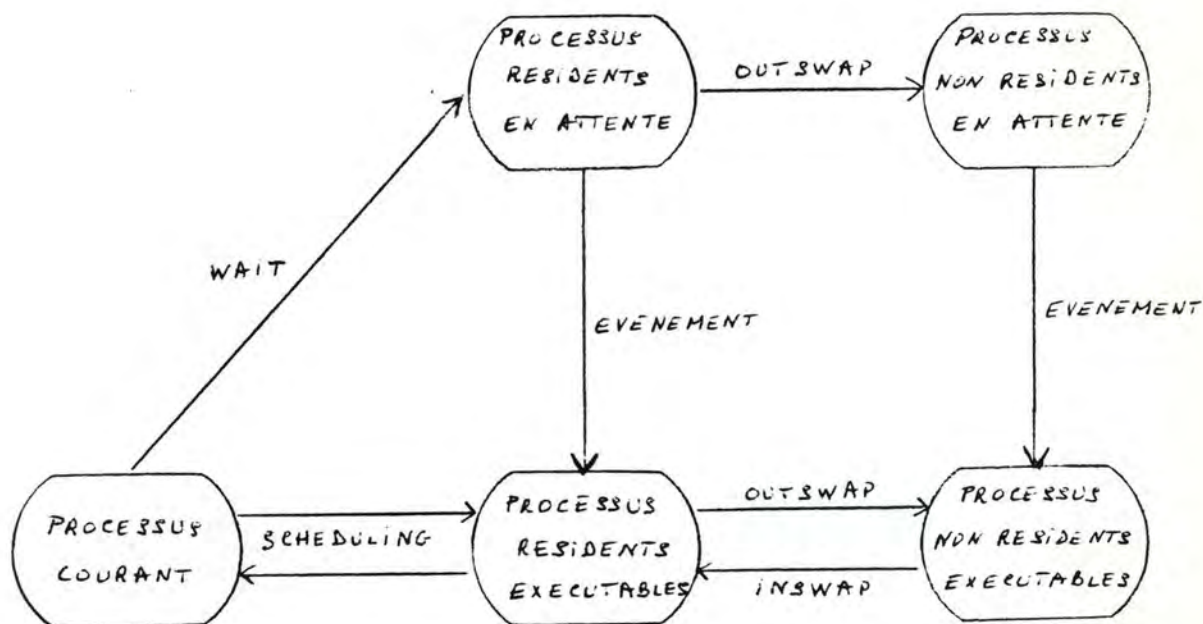 PROCESSUS
RESIDENTS
EN ATTENTE
OUTSWAP
PROCESSUS
NON RESIDENTS
EN ATTENTE
WAIT
EVENEMENT
EVENEMENT
PROCESSUS
COURANT
SCHEDULING
PROCESSUS
RESIDENTS
EXECUTABLES
OUTSWAP
INSWAP
PROCESSUS
NON RESIDENTS
EXECUTABLES